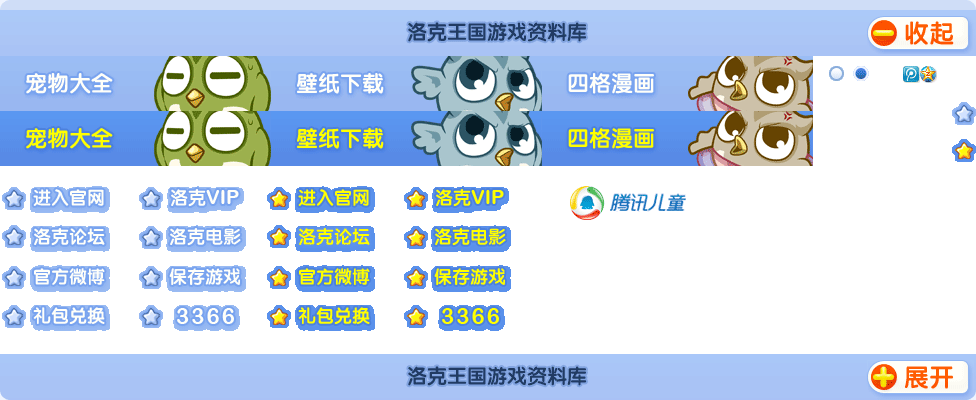 洛克王国游戏资料库
收起
宠物大全 壁纸下载 四格漫画
宠物大全 壁纸下载 四格漫画
进入官网 洛克VIP 进入官网 洛克VIP 腾讯儿童
洛克论坛 洛克电影 洛克论坛 洛克电影
官方微博 保存游戏 官方微博 保存游戏
礼包兑换 3366 礼包兑换 3366
洛克王国游戏资料库
展开